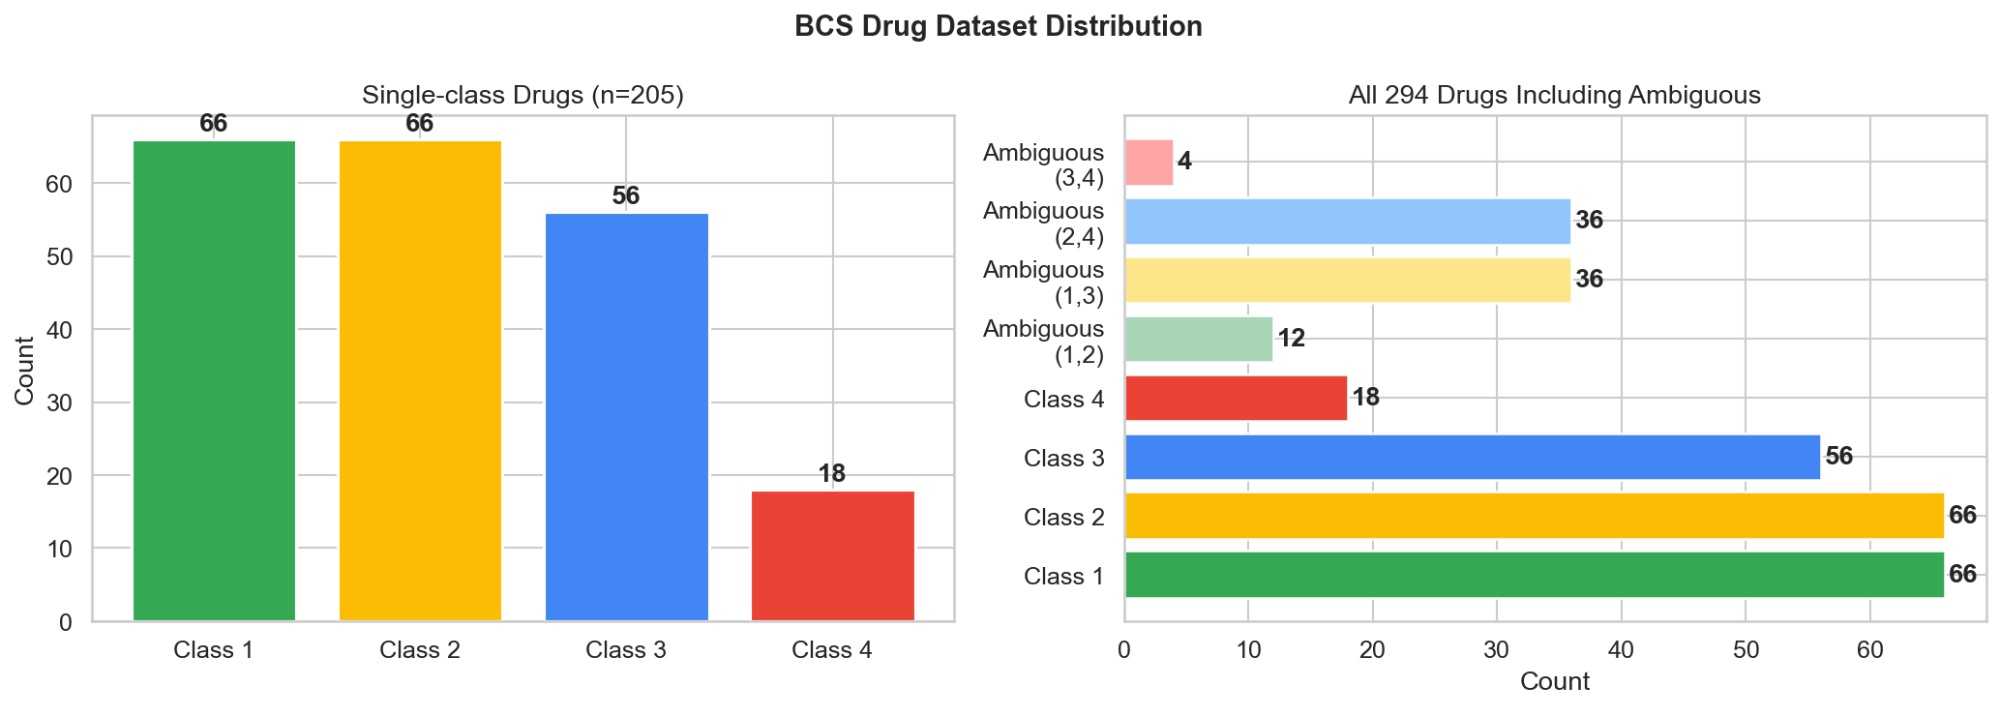 BCS Drug Dataset Distribution
Single-class Drugs (n=205)
66
66
56
18
Count
60
50
40
30
20
10
0
Class 1
Class 2
Class 3
Class 4
All 294 Drugs Including Ambiguous
Ambiguous
(3,4)
4
Ambiguous
(2,4)
36
Ambiguous
(1,3)
36
Ambiguous
(1,2)
12
Class 4
18
Class 3
56
Class 2
66
Class 1
66
0
10
20
30
40
50
60
Count